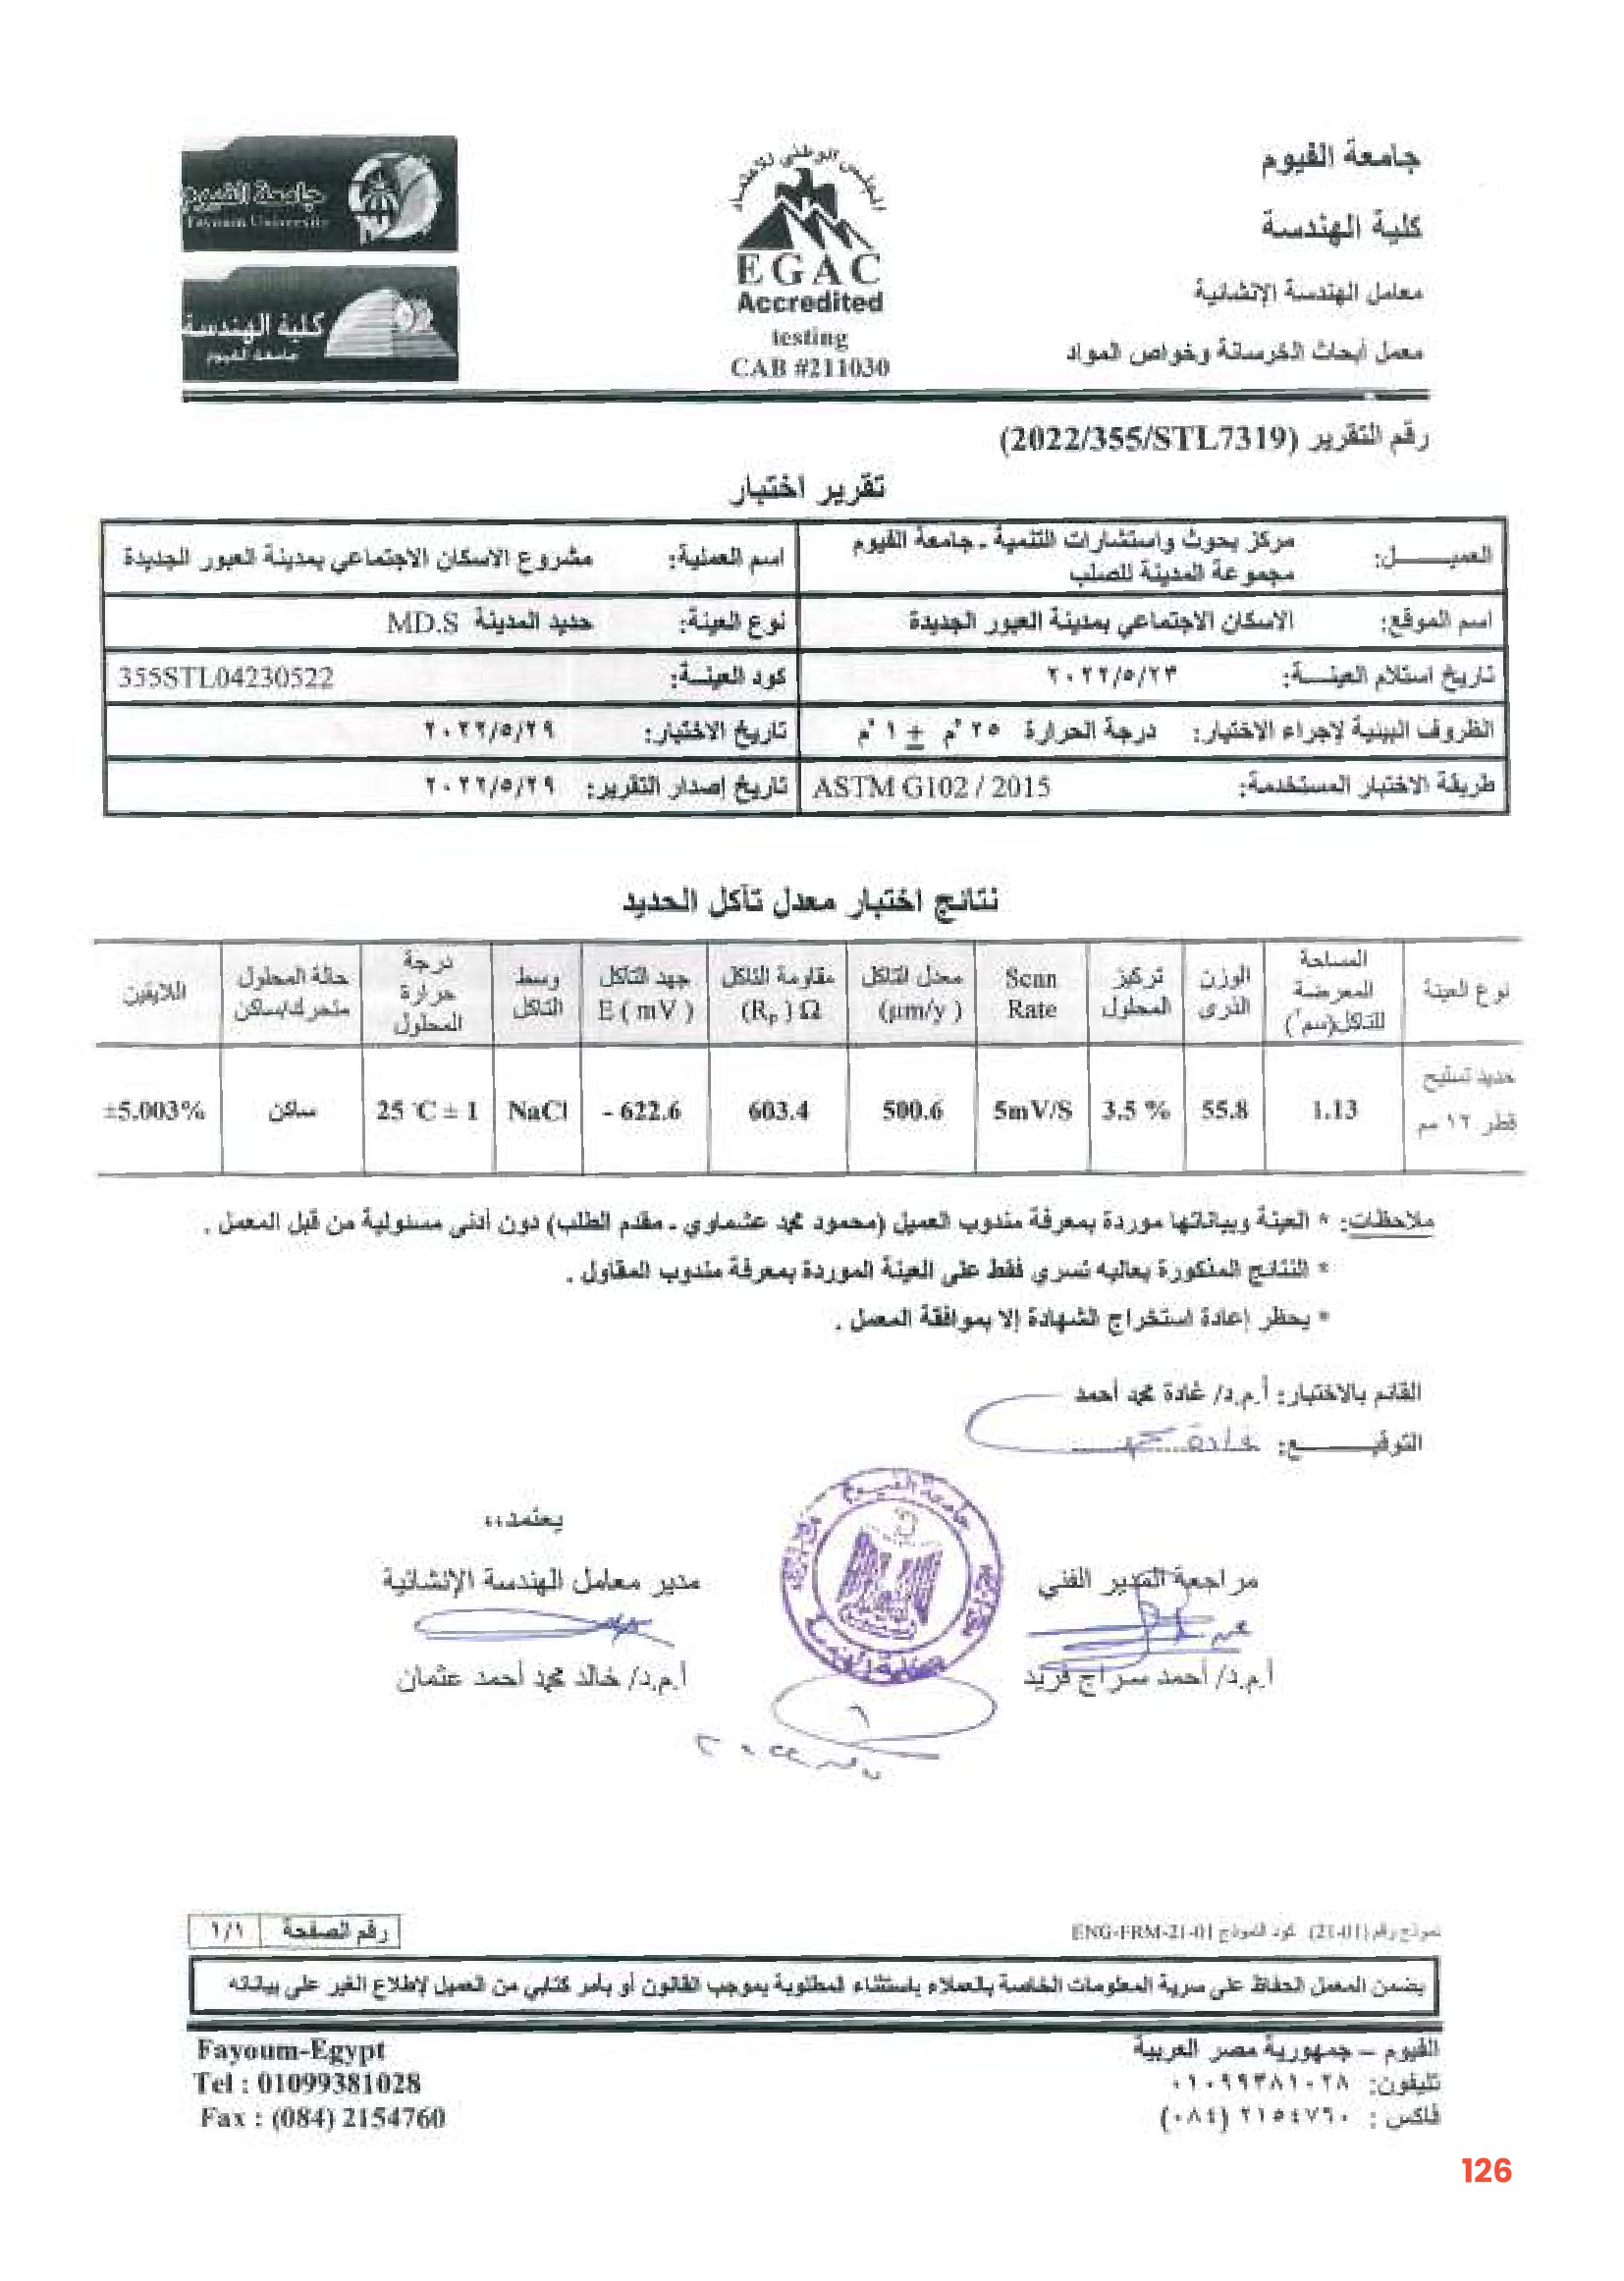 جامعة الفيوم
كلية الهندسة
معامل الهندسة الإنشائية
معمل أبحاث الخرسانة وخواص المواد
المجلس الوطني للاعتماد
EGAC
Accredited
testing
CAB #211030
جامعة الفيوم
Fayoum University
كلية الهندسة
جامعة الفيوم
رقم التقرير (2022/355/STL7319)
تقرير اختبار
العميـــــل: مركز بحوث واستشارات التنمية - جامعة الفيوم
مجموعة المدينة للصلب
اسم العملية: مشروع الاسكان الاجتماعي بمدينة العبور الجديدة
اسم الموقع: الاسكان الاجتماعي بمدينة العبور الجديدة
نوع العينة: حديد المدينة MD.S
تاريخ استلام العينــة: ٢٠٢٢/٥/٢٣
كود العينــة: 355STL04230522
الظروف البيئية لإجراء الاختبار: درجة الحرارة ٢٥ °م ± ١ °م
تاريخ الاختبار: ٢٠٢٢/٥/٢٩
طريقة الاختبار المستخدمة: ASTM G102 / 2015
تاريخ إصدار التقرير: ٢٠٢٢/٥/٢٩
نتائج اختبار معدل تآكل الحديد
نوع العينة
المساحة المعرضة للتاكل(سم٢)
الوزن الذرى
تركيز المحلول
Scan Rate
معدل التاكل (µm/y)
مقاومة التاكل (Rp)Ω
جهد التاكل E ( mV )
وسط التاكل
درجة حرارة المحلول
حالة المحلول متحرك/ساكن
اللايقين
حديد تسليح قطر ١٢ مم
1.13
55.8
3.5 %
5mV/S
500.6
603.4
- 622.6
NaCl
25 °C ± 1
ساكن
±5.003%
ملاحظات: * العينة وبياناتها موردة بمعرفة مندوب العميل (محمود محمد عشماوي - مقدم الطلب) دون أدنى مسئولية من قبل المعمل .
* النتائج المذكورة بعاليه تسري فقط على العينة الموردة بمعرفة مندوب المقاول .
* يحظر إعادة استخراج الشهادة إلا بموافقة المعمل .
القائم بالاختبار: أ.م.د/ غادة محمد أحمد
التوقيـــــع: غادة محمد
يعتمد،،
مراجعة المدير الفني
مدير معامل الهندسة الإنشائية
أ.م.د/ أحمد سراج فريد
أ.م.د/ خالد محمد أحمد عثمان
جامعة الفيوم
كلية الهندسة
نموذج رقم (21-01) كود النموذج ENG-FRM-21-01
رقم الصفحة ١/١
يضمن المعمل الحفاظ على سرية المعلومات الخاصة بالعملاء باستثناء المطلوبة بموجب القانون أو بأمر كتابي من العميل لإطلاع الغير على بياناته
الفيوم – جمهورية مصر العربية
تليفون: ٠١٠٩٩٣٨١٠٢٨
فاكس : ٢١٥٤٧٦٠ (٠٨٤)
Fayoum-Egypt
Tel : 01099381028
Fax : (084) 2154760
126